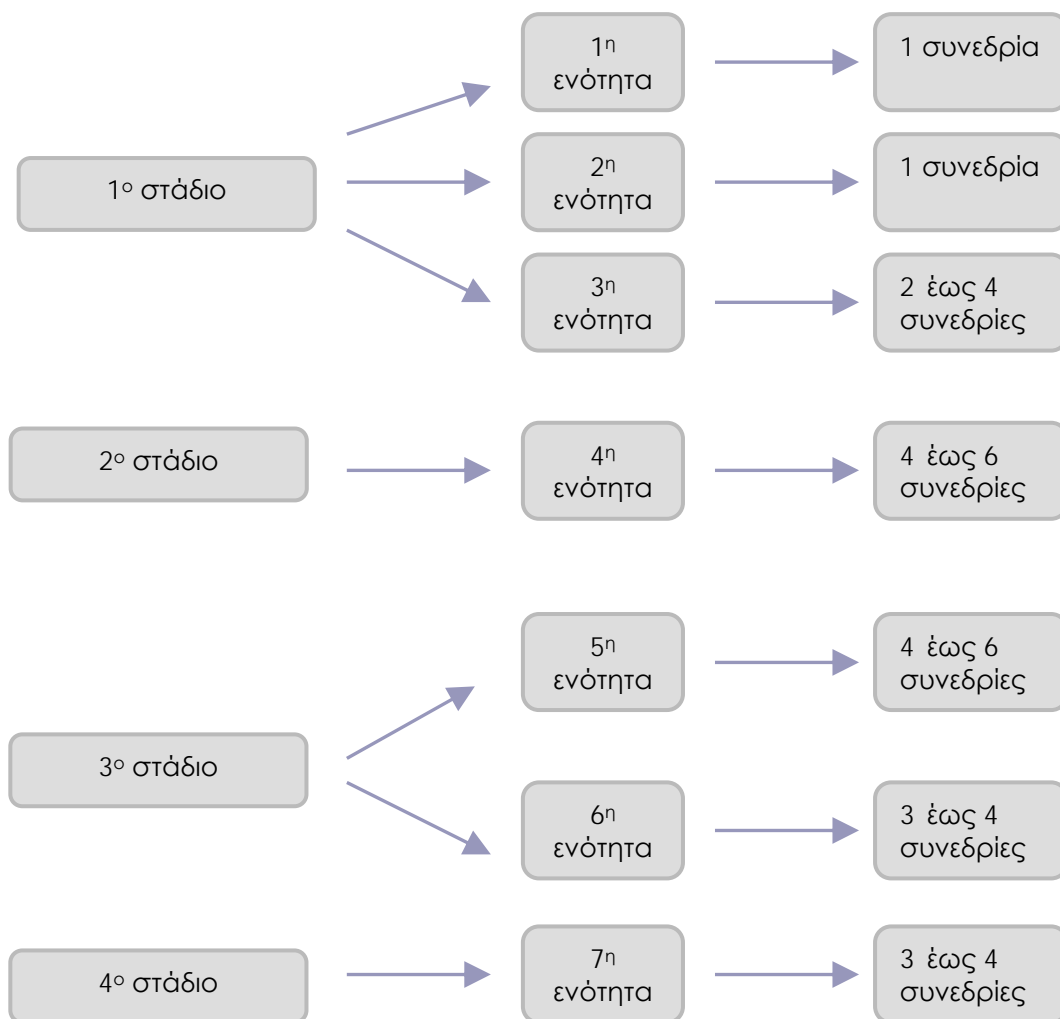 1η
ενότητα
1 συνεδρία
1ο στάδιο
2η
ενότητα
1 συνεδρία
3η
ενότητα
2 έως 4
συνεδρίες
2ο στάδιο
4η
ενότητα
4 έως 6
συνεδρίες
3ο στάδιο
5η
ενότητα
4 έως 6
συνεδρίες
6η
ενότητα
3 έως 4
συνεδρίες
4ο στάδιο
7η
ενότητα
3 έως 4
συνεδρίες